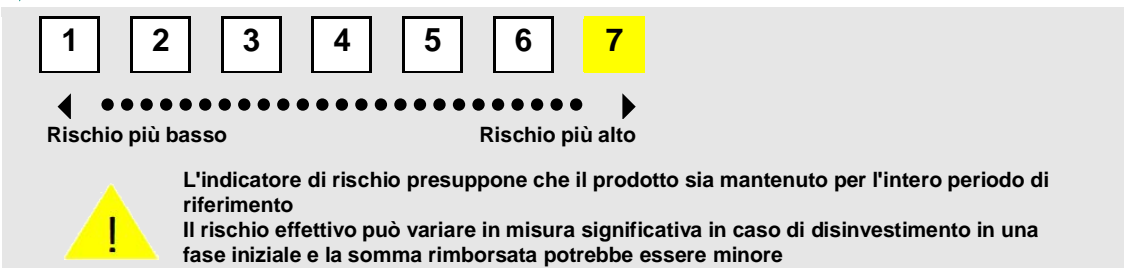 1 2 3 4 5 6 7
Rischio più basso Rischio più alto
!
L'indicatore di rischio presuppone che il prodotto sia mantenuto per l'intero periodo di
riferimento
Il rischio effettivo può variare in misura significativa in caso di disinvestimento in una
fase iniziale e la somma rimborsata potrebbe essere minore